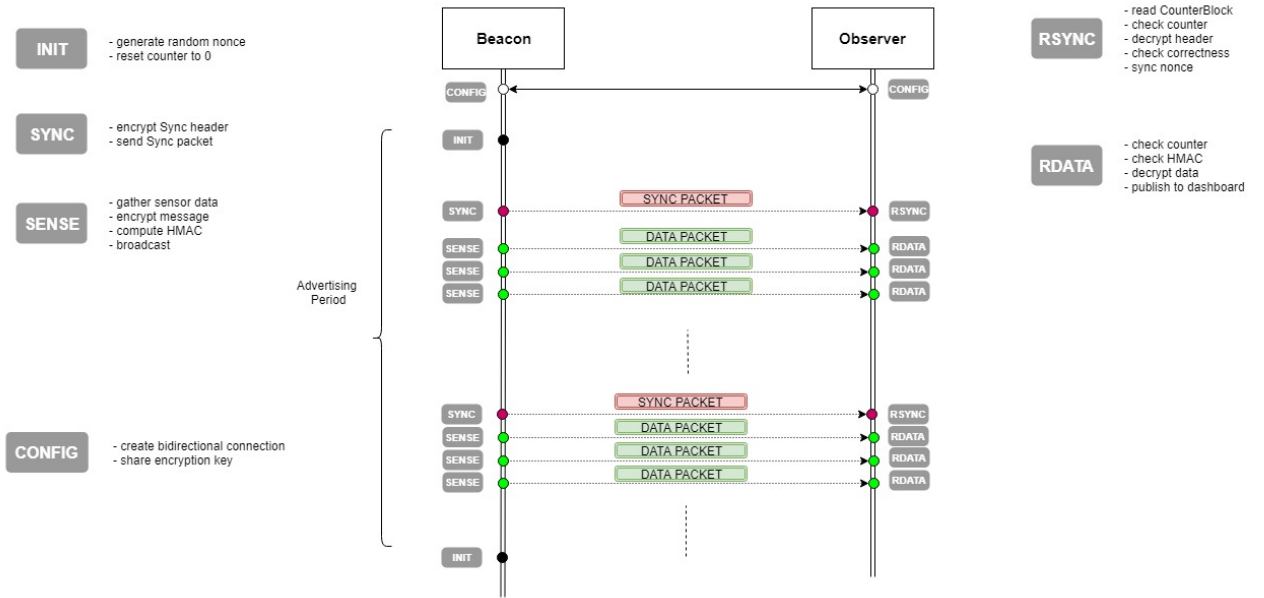 INIT
- generate random nonce
- reset counter to 0
SYNC
- encrypt Sync header
- send Sync packet
SENSE
- gather sensor data
- encrypt message
- compute HMAC
- broadcast
CONFIG
- create bidirectional connection
- share encryption key
Advertising
Period
Beacon
Observer
CONFIG
CONFIG
INIT
SYNC
SYNC PACKET
RSYNC
SENSE
DATA PACKET
RDATA
SENSE
DATA PACKET
RDATA
SENSE
DATA PACKET
RDATA
SYNC
SYNC PACKET
RSYNC
SENSE
DATA PACKET
RDATA
SENSE
DATA PACKET
RDATA
SENSE
DATA PACKET
RDATA
INIT
RSYNC
- read CounterBlock
- check counter
- decrypt header
- check correctness
- sync nonce
RDATA
- check counter
- check HMAC
- decrypt data
- publish to dashboard